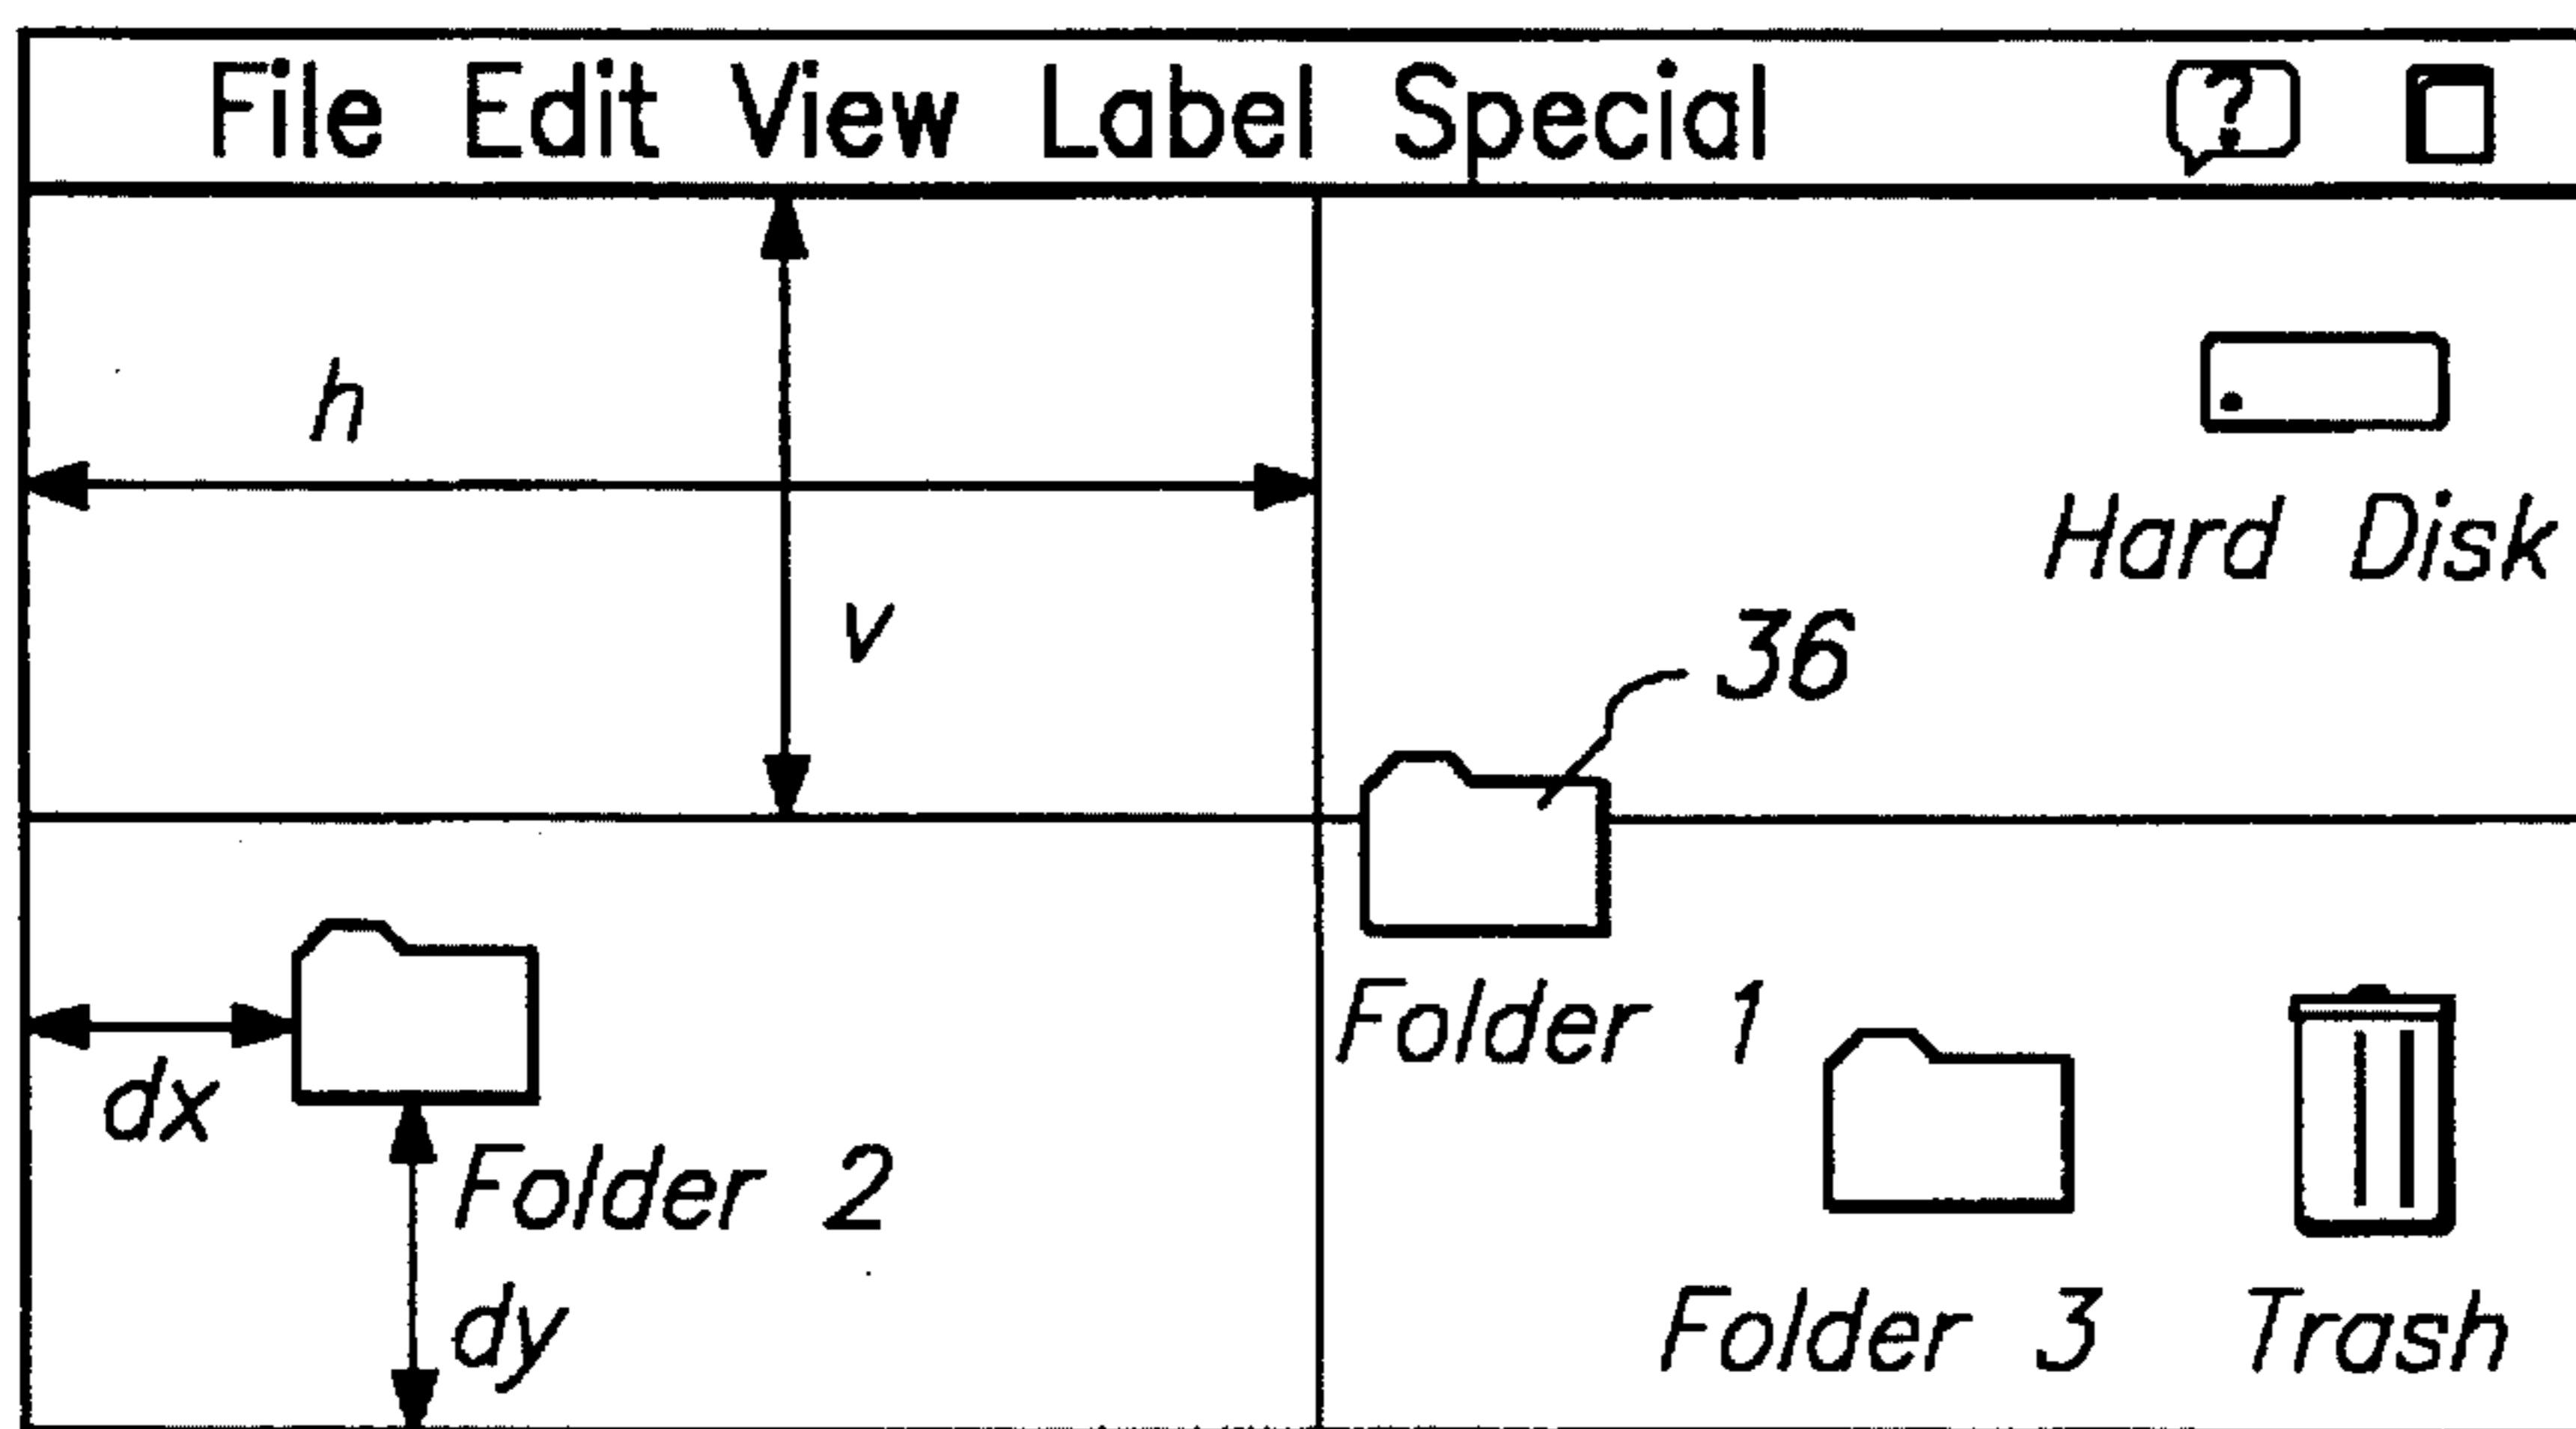 File Edit View Label Special ?
h
Hard Disk
v
36
Folder 1
dx
Folder 2
dy
Folder 3
Trash